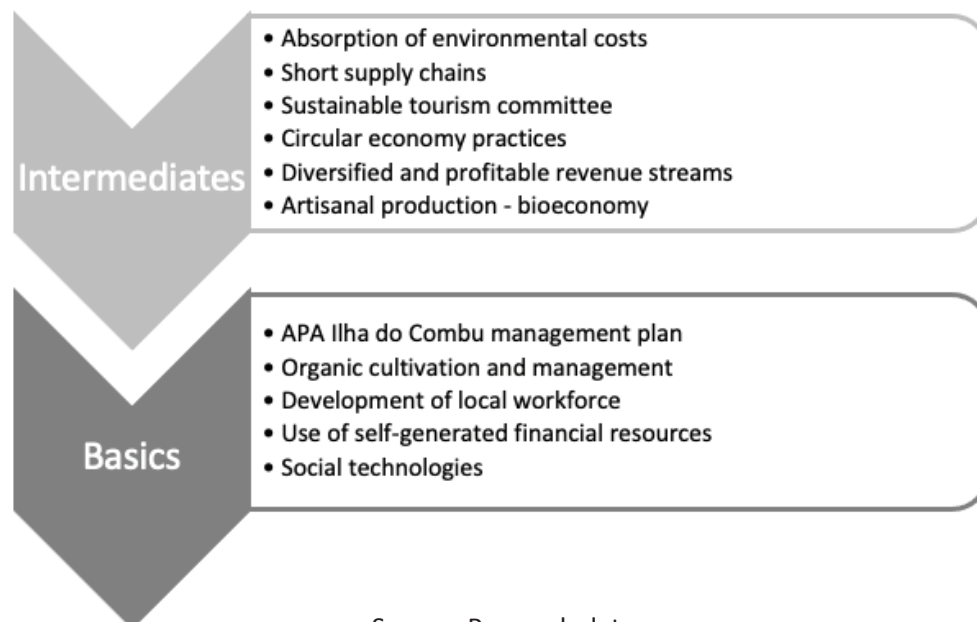 Intermediates
• Absorption of environmental costs
• Short supply chains
• Sustainable tourism committee
• Circular economy practices
• Diversified and profitable revenue streams
• Artisanal production - bioeconomy
Basics
• APA Ilha do Combu management plan
• Organic cultivation and management
• Development of local workforce
• Use of self-generated financial resources
• Social technologies